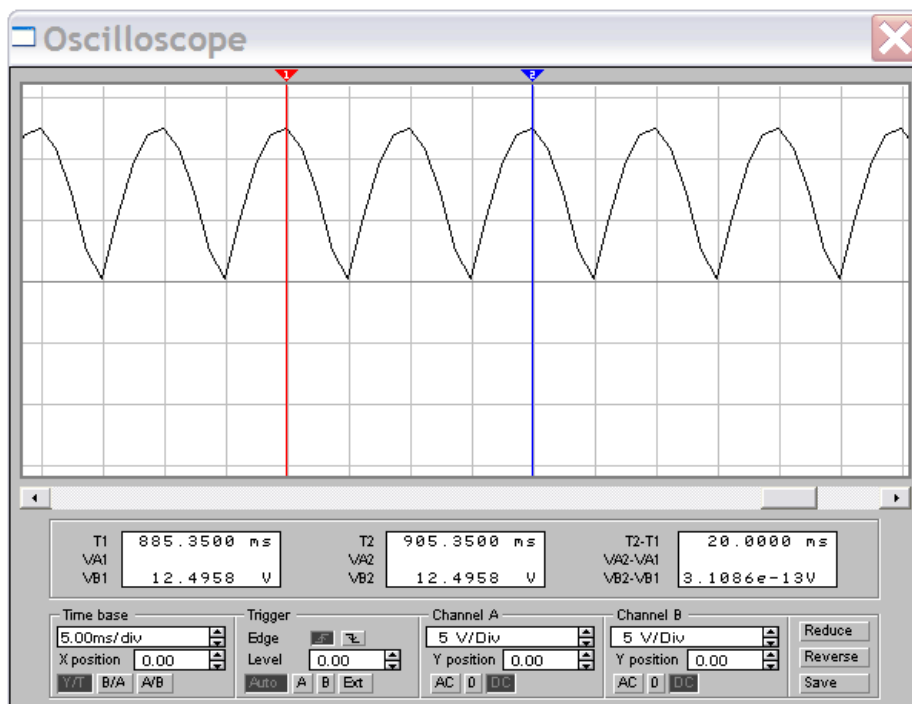 Oscilloscope
1 2
T1 885.3500 ms T2 905.3500 ms T2-T1 20.0000 ms
VA1 VA2 VA2-VA1
VB1 12.4958 V VB2 12.4958 V VB2-VB1 3.1086e-13V
Time base Trigger Channel A Channel B
5.00ms/div Edge 5 V/Div 5 V/Div Reduce
X position 0.00 Level 0.00 Y position 0.00 Y position 0.00 Reverse
Y/T B/A A/B Auto A B Ext AC 0 DC AC 0 DC Save